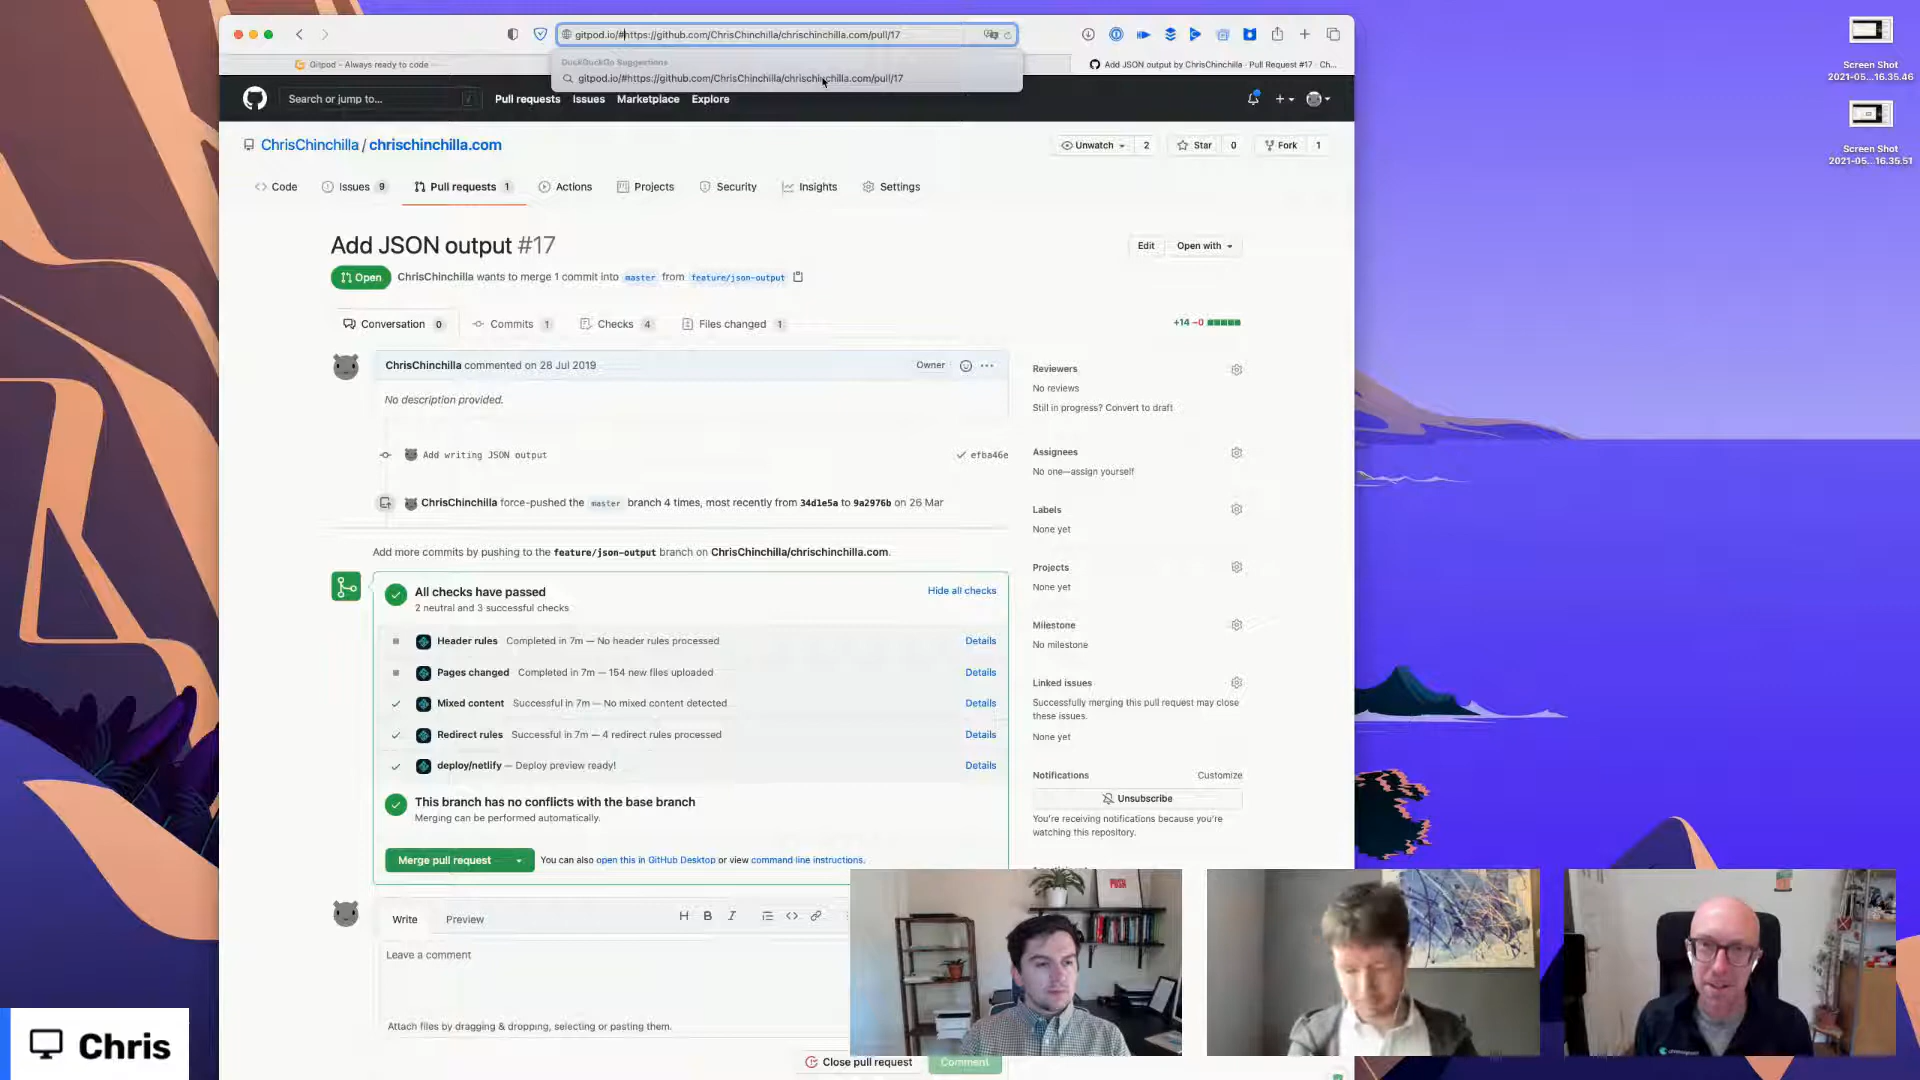 gitpod.io/#https://github.com/ChrisChinchilla/chrischinchilla.com/pull/17
Gitpod - Always ready to code
DuckDuckGo Suggestions
gitpod.io/#https://github.com/ChrisChinchilla/chrischinchilla.com/pull/17
Add JSON output by ChrisChinchilla · Pull Request #17 · Ch...
Screen Shot
2021-05...16.35.46
Screen Shot
2021-05...16.35.51
Search or jump to...
/
Pull requests
Issues
Marketplace
Explore
ChrisChinchilla / chrischinchilla.com
Unwatch
2
Star
0
Fork
1
Code
Issues 9
Pull requests 1
Actions
Projects
Security
Insights
Settings
Add JSON output #17
Edit
Open with
Open
ChrisChinchilla wants to merge 1 commit into master from feature/json-output
Conversation 0
Commits 1
Checks 4
Files changed 1
+14 −0
ChrisChinchilla commented on 28 Jul 2019
Owner
No description provided.
Add writing JSON output
efba46e
ChrisChinchilla force-pushed the master branch 4 times, most recently from 34d1e5a to 9a2976b on 26 Mar
Add more commits by pushing to the feature/json-output branch on ChrisChinchilla/chrischinchilla.com.
All checks have passed
2 neutral and 3 successful checks
Hide all checks
Header rules Completed in 7m — No header rules processed
Details
Pages changed Completed in 7m — 154 new files uploaded
Details
Mixed content Successful in 7m — No mixed content detected
Details
Redirect rules Successful in 7m — 4 redirect rules processed
Details
deploy/netlify — Deploy preview ready!
Details
This branch has no conflicts with the base branch
Merging can be performed automatically.
Merge pull request
You can also open this in GitHub Desktop or view command line instructions.
Reviewers
No reviews
Still in progress? Convert to draft
Assignees
No one—assign yourself
Labels
None yet
Projects
None yet
Milestone
No milestone
Linked issues
Successfully merging this pull request may close
these issues.
None yet
Notifications
Customize
Unsubscribe
You're receiving notifications because you're
watching this repository.
Write
Preview
H B I
Leave a comment
Attach files by dragging & dropping, selecting or pasting them.
Close pull request
Comment
PUSH
Chris